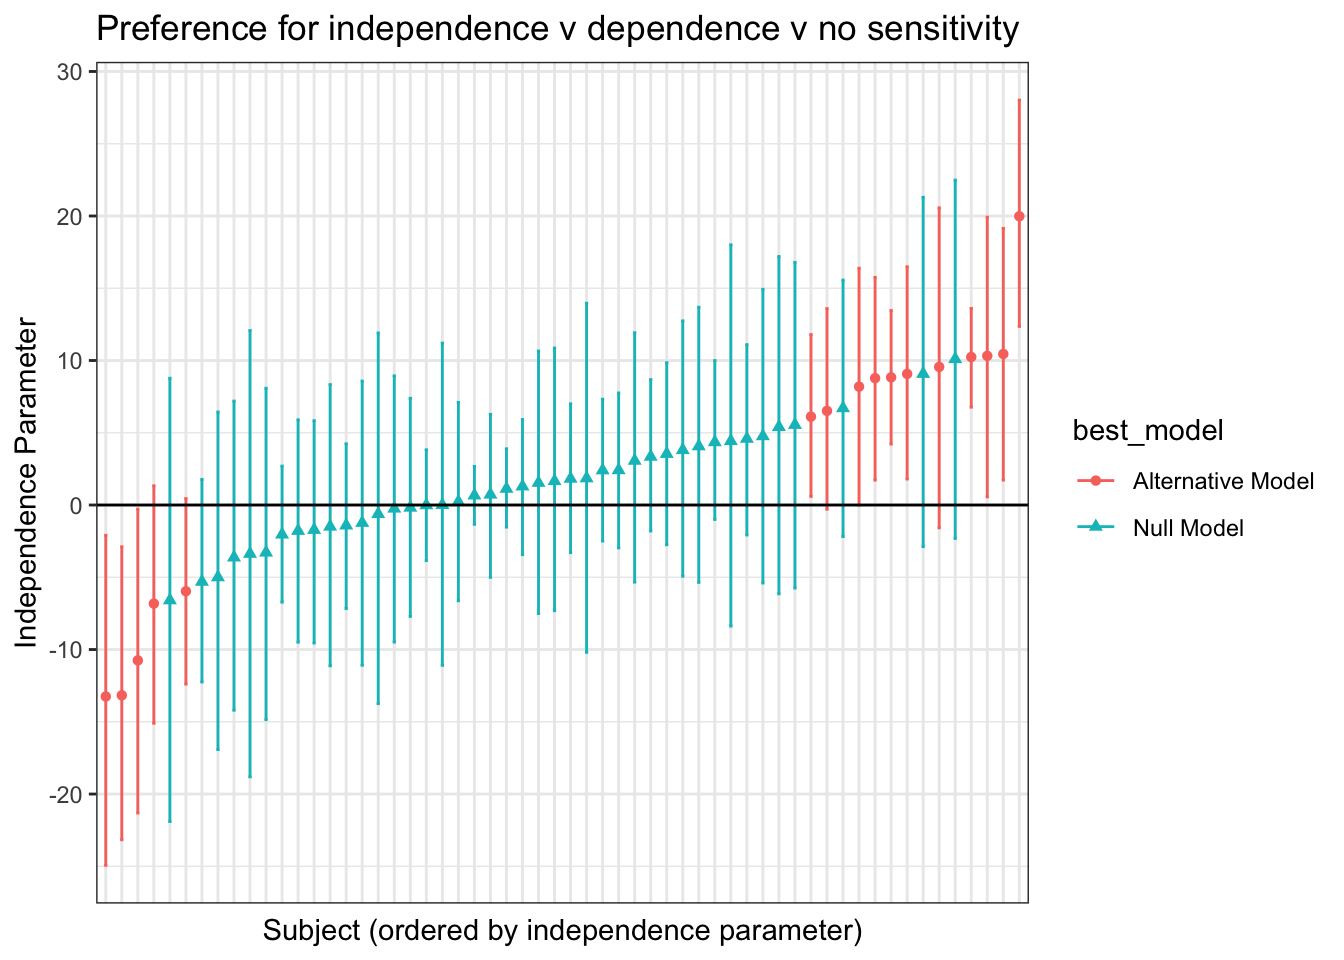 Preference for independence v dependence v no sensitivity
30
20
10
0
-10
-20
Independence Parameter
Subject (ordered by independence parameter)
best_model
Alternative Model
Null Model